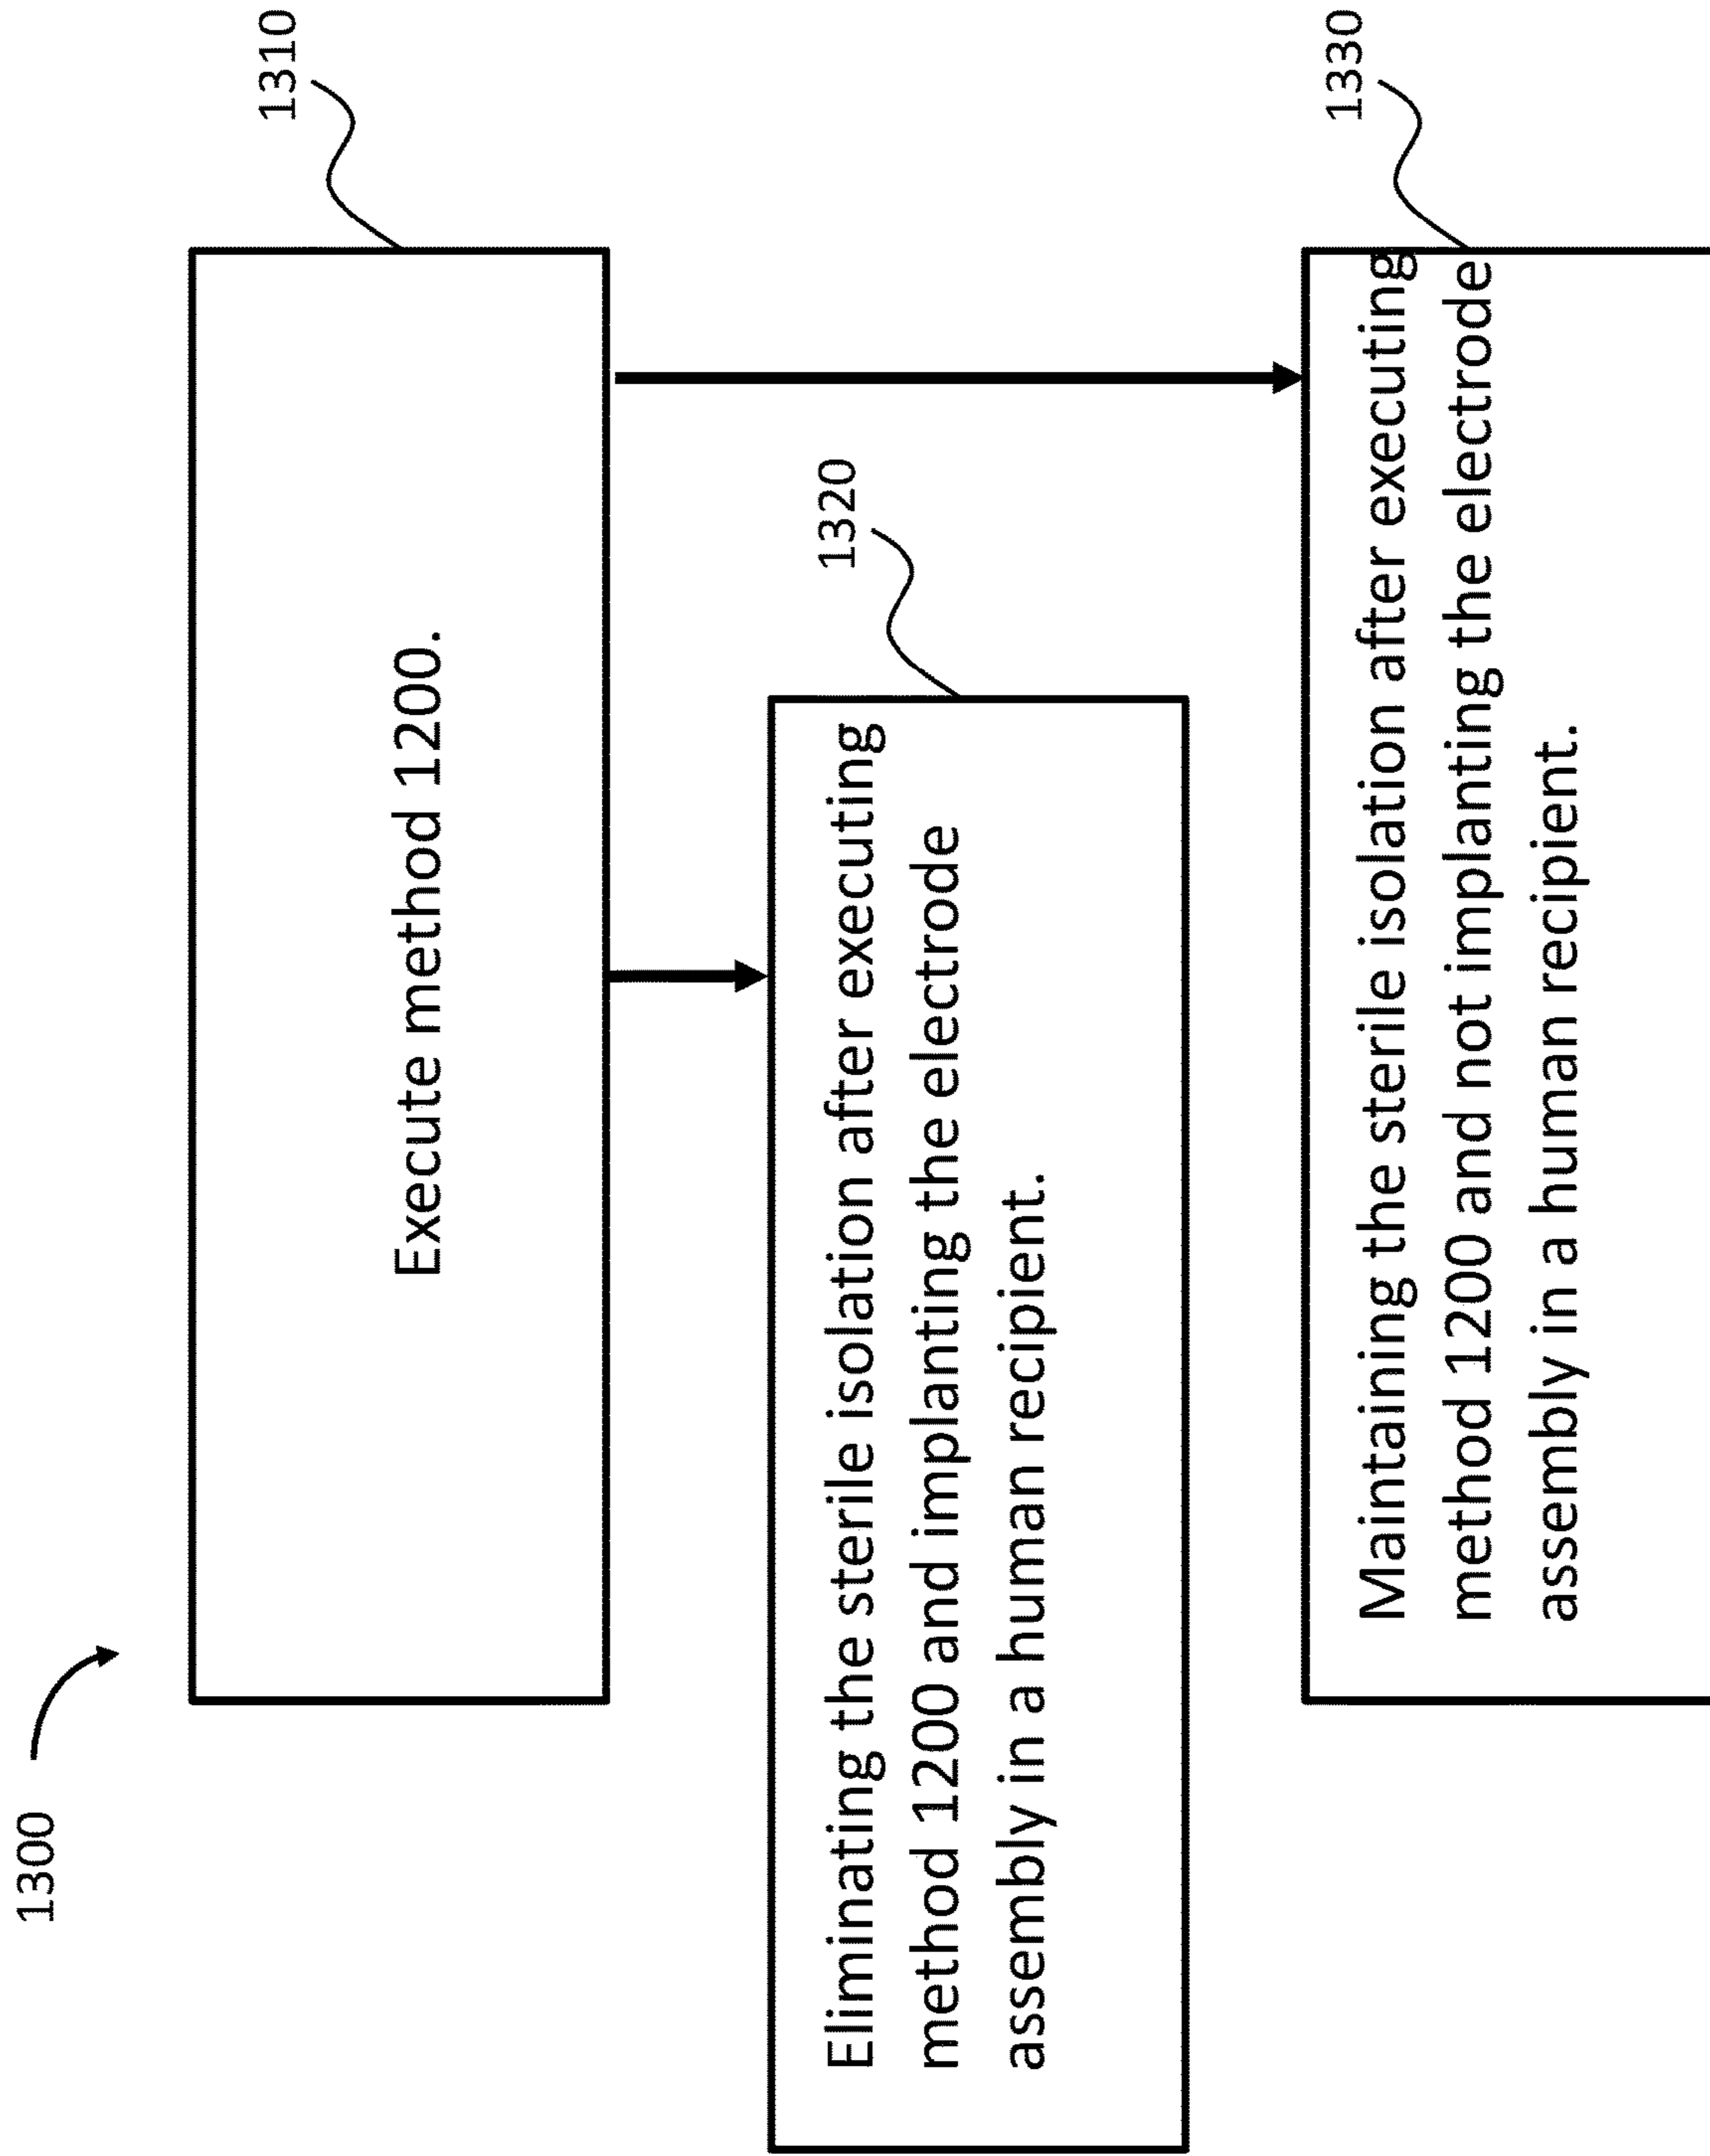 1300
1310
Execute method 1200.
1320
Eliminating the sterile isolation after executing
method 1200 and implanting the electrode
assembly in a human recipient.
1330
Maintaining the sterile isolation after executing
method 1200 and not implanting the electrode
assembly in a human recipient.